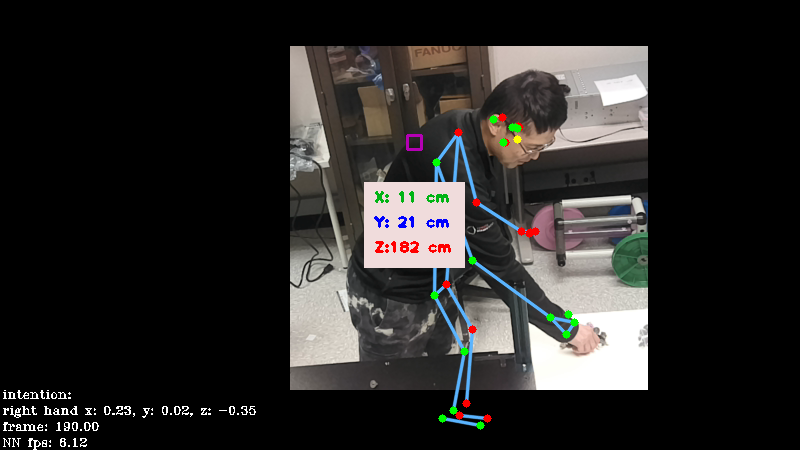 FANUC
X: 11 cm
Y: 21 cm
Z:182 cm
intention:
right hand x: 0.23, y: 0.02, z: -0.35
frame: 190.00
NN fps: 6.12